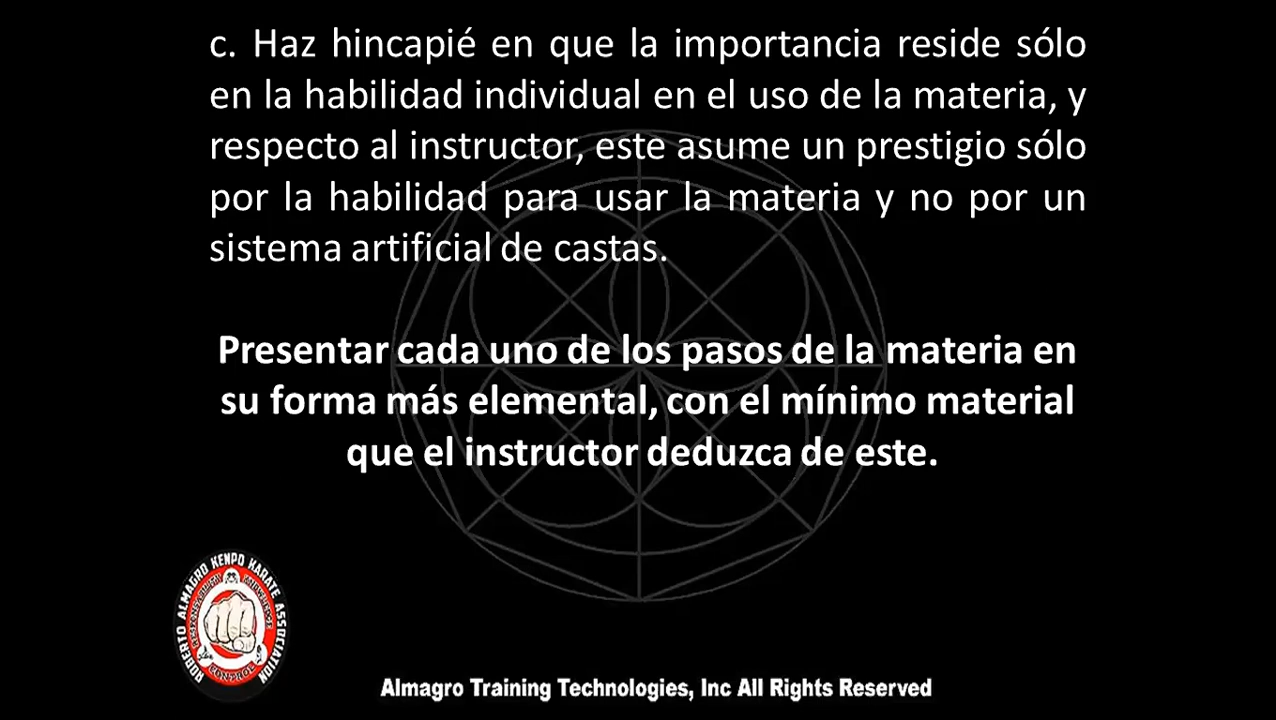 c. Haz hincapié en que la importancia reside sólo
en la habilidad individual en el uso de la materia, y
respecto al instructor, este asume un prestigio sólo
por la habilidad para usar la materia y no por un
sistema artificial de castas.
Presentar cada uno de los pasos de la materia en
su forma más elemental, con el mínimo material
que el instructor deduzca de este.
ROBERTO ALMAGRO KENPO KARATE ASSOCIATION
RESPONSABILITY KNOWLEDGE
CONTROL
Almagro Training Technologies, Inc All Rights Reserved